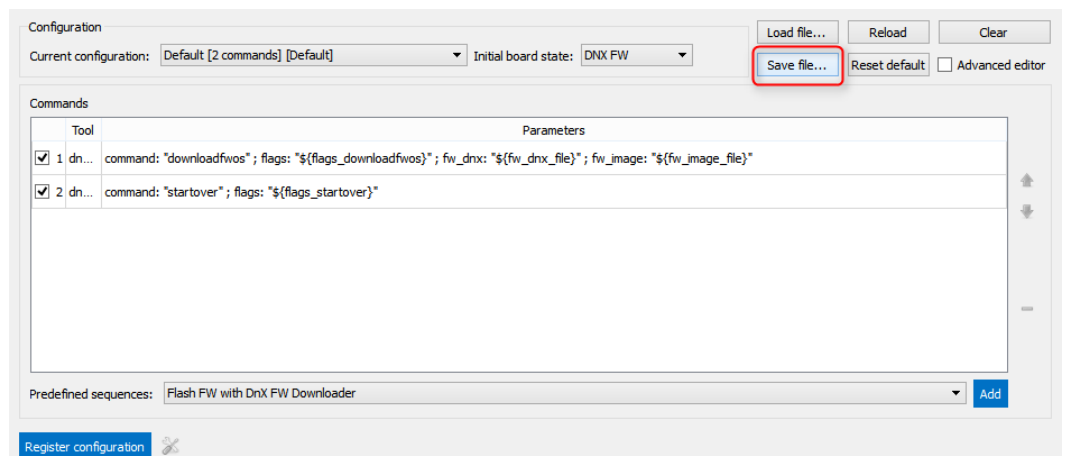 Configuration
Current configuration: Default [2 commands] [Default] Initial board state: DNX FW
Load file... Reload Clear
Save file... Reset default Advanced editor
Commands
Tool Parameters
1 dn... command: "downloadfwos" ; flags: "${flags_downloadfwos}" ; fw_dnx: "${fw_dnx_file}" ; fw_image: "${fw_image_file}"
2 dn... command: "startover" ; flags: "${flags_startover}"
Predefined sequences: Flash FW with DnX FW Downloader Add
Register configuration